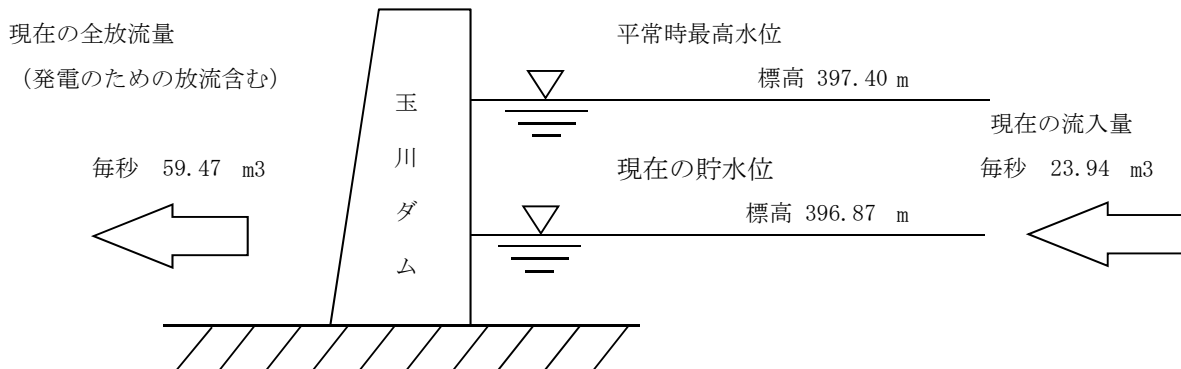 現在の全放流量
（発電のための放流含む）
毎秒 59.47 m3
玉川ダム
平常時最高水位
標高 397.40 m
現在の貯水位
標高 396.87 m
現在の流入量
毎秒 23.94 m3